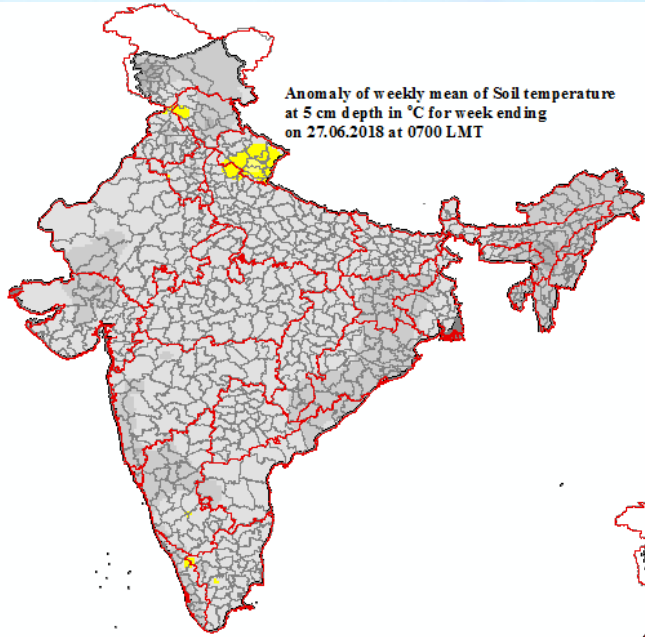 Anomaly of weekly mean of Soil temperature
at 5 cm depth in °C for week ending
on 27.06.2018 at 0700 LMT